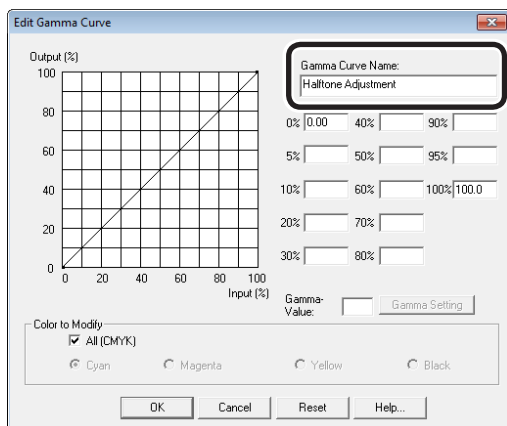 Edit Gamma Curve
Output (%)
100
80
60
40
20
0
0 20 40 60 80 100
Input (%)
Gamma Curve Name:
Halftone Adjustment
0% 0.00 40% 90%
5% 50% 95%
10% 60% 100% 100.0
20% 70%
30% 80%
Gamma-
Value:
Gamma Setting
Color to Modify
All (CMYK)
Cyan Magenta Yellow Black
OK Cancel Reset Help...